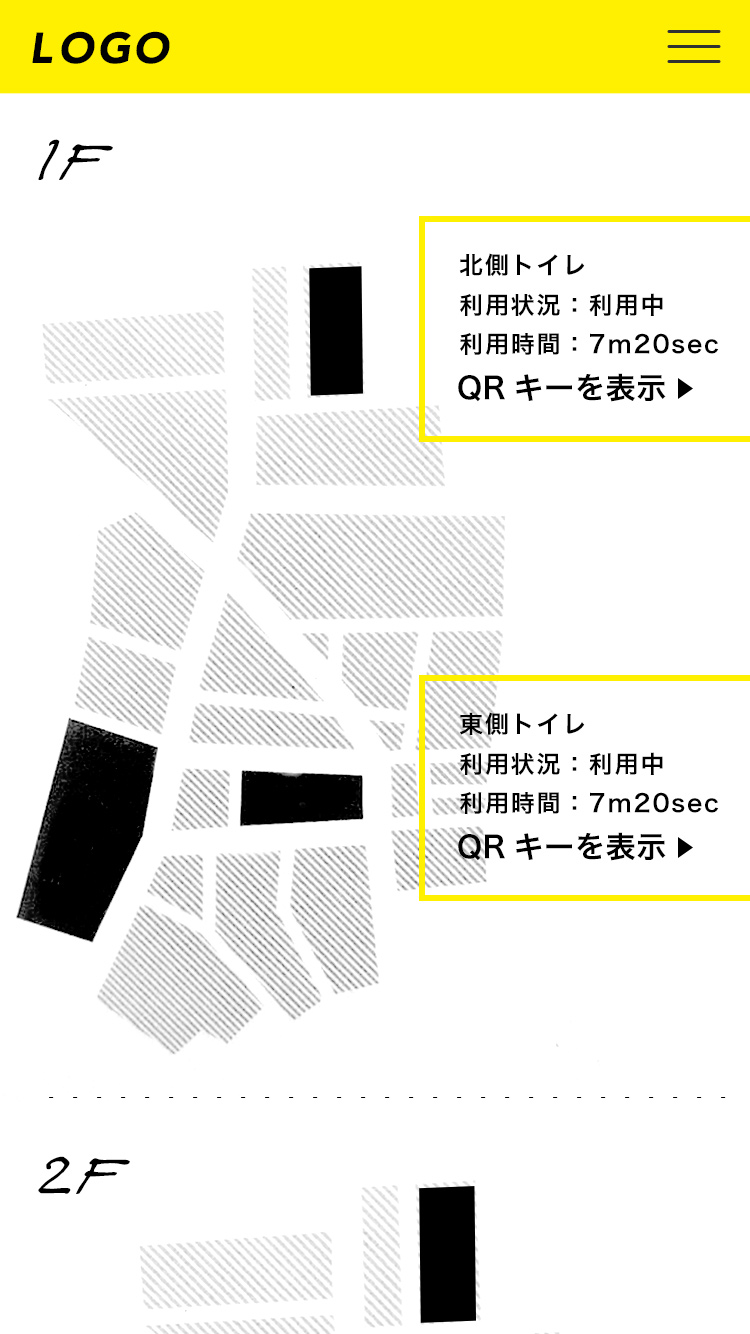 LOGO
1F
北側トイレ
利用状況：利用中
利用時間：7m20sec
QR キーを表示 ▶
東側トイレ
利用状況：利用中
利用時間：7m20sec
QR キーを表示 ▶
2F